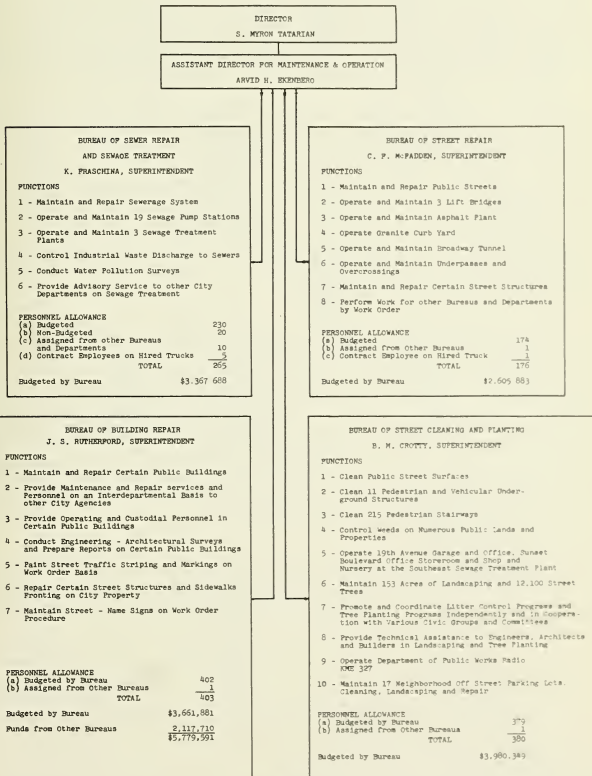 DIRECTOR
S. MYRON TATARIAN
ASSISTANT DIRECTOR FOR MAINTENANCE & OPERATION
ARVID H. EKENBERG
BUREAU OF SEWER REPAIR
AND SEWAGE TREATMENT
K. FRASCHINA, SUPERINTENDENT
FUNCTIONS
1 - Maintain and Repair Sewerage System
2 - Operate and Maintain 19 Sewage Pump Stations
3 - Operate and Maintain 3 Sewage Treatment
Plants
4 - Control Industrial Waste Discharge to Sewers
5 - Conduct Water Pollution Surveys
6 - Provide Advisory Service to other City
Departments on Sewage Treatment
PERSONNEL ALLOWANCE
(a) Budgeted 230
(b) Non-Budgeted 20
(c) Assigned from other Bureaus
and Departments 10
(d) Contract Employees on Hired Trucks 5
TOTAL 265
Budgeted by Bureau $3.367 688
BUREAU OF STREET REPAIR
C. F. McFADDEN, SUPERINTENDENT
FUNCTIONS
1 - Maintain and Repair Public Streets
2 - Operate and Maintain 3 Lift Bridges
3 - Operate and Maintain Asphalt Plant
4 - Operate Granite Curb Yard
5 - Operate and Maintain Broadway Tunnel
6 - Operate and Maintain Underpasses and
Overcrossings
7 - Maintain and Repair Certain Street Structures
8 - Perform Work for other Bureaus and Departments
by Work Order
PERSONNEL ALLOWANCE
(a) Budgeted 174
(b) Assigned from Other Bureaus 1
(c) Contract Employee on Hired Truck 1
TOTAL 176
Budgeted by Bureau $2.605 883
BUREAU OF BUILDING REPAIR
J. S. RUTHERFORD, SUPERINTENDENT
FUNCTIONS
1 - Maintain and Repair Certain Public Buildings
2 - Provide Maintenance and Repair services and
Personnel on an Interdepartmental Basis to
other City Agencies
3 - Provide Operating and Custodial Personnel in
Certain Public Buildings
4 - Conduct Engineering - Architectural Surveys
and Prepare Reports on Certain Public Buildings
5 - Paint Street Traffic Striping and Markings on
Work Order Basis
6 - Repair Certain Street Structures and Sidewalks
Fronting on City Property
7 - Maintain Street - Name Signs on Work Order
Procedure
PERSONNEL ALLOWANCE
(a) Budgeted by Bureau 402
(b) Assigned from Other Bureaus 1
TOTAL 403
Budgeted by Bureau $3,661,881
Funds from Other Bureaus 2,117,710
$5,779,591
BUREAU OF STREET CLEANING AND PLANTING
B. M. CROTTY, SUPERINTENDENT
FUNCTIONS
1 - Clean Public Street Surfaces
2 - Clean 11 Pedestrian and Vehicular Under-
ground Structures
3 - Clean 215 Pedestrian Stairways
4 - Control weeds on Numerous Public Lands and
Properties
5 - Operate 19th Avenue Garage and Office, Sunset
Boulevard Office Storeroom and Shop and
Nursery at the Southeast Sewage Treatment Plant
6 - Maintain 153 Acres of Landscaping and 12,100 Street
Trees
7 - Promote and Coordinate Litter Control Programs and
Tree Planting Programs Independently and in Coopera-
tion with Various Civic Groups and Committees
8 - Provide Technical Assistance to Engineers, Architects
and Builders in Landscaping and Tree Planting
9 - Operate Department of Public Works Radio
KME 327
10 - Maintain 17 Neighborhood Off Street Parking Lots.
Cleaning, Landscaping and Repair
PERSONNEL ALLOWANCE
(a) Budgeted by Bureau 379
(b) Assigned from Other Bureaus 1
TOTAL 380
Budgeted by Bureau